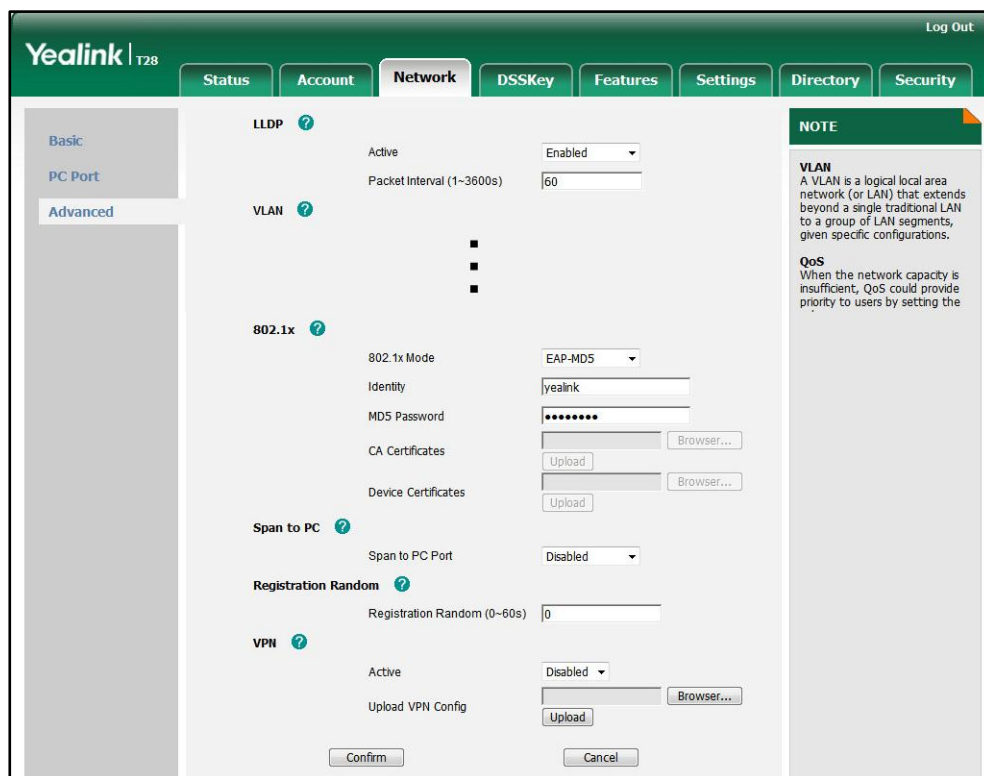 Log Out
Yealink | T28
Status Account Network DSSKey Features Settings Directory Security
Basic
PC Port
Advanced
LLDP ?
Active Enabled
Packet Interval (1~3600s) 60
VLAN ?
802.1x ?
802.1x Mode EAP-MD5
Identity yealink
MD5 Password ••••••••
CA Certificates Browser...
Upload
Device Certificates Browser...
Upload
Span to PC ?
Span to PC Port Disabled
Registration Random ?
Registration Random (0~60s) 0
VPN ?
Active Disabled
Upload VPN Config Browser...
Upload
Confirm Cancel
NOTE
VLAN
A VLAN is a logical local area
network (or LAN) that extends
beyond a single traditional LAN
to a group of LAN segments,
given specific configurations.
QoS
When the network capacity is
insufficient, QoS could provide
priority to users by setting the